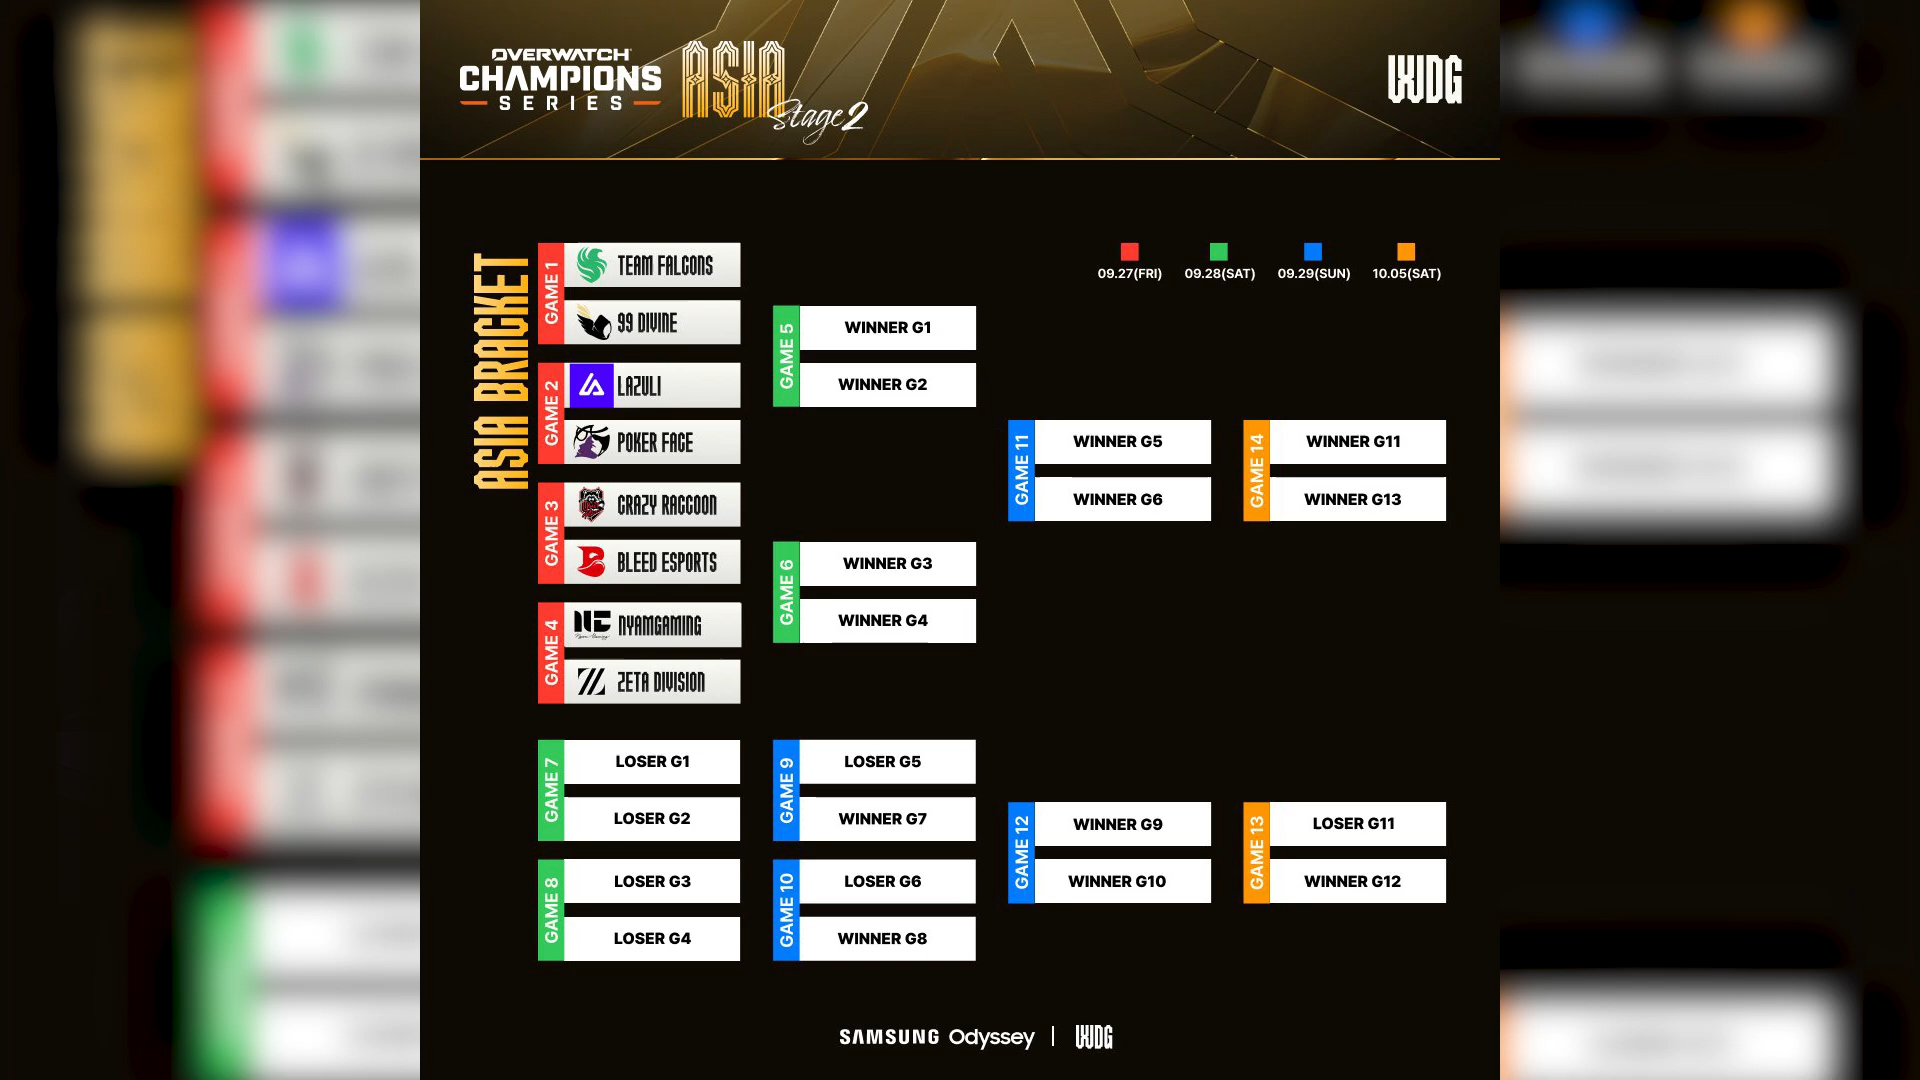 OVERWATCH
CHAMPIONS
SERIES
ASIA
Stage 2
WDG
ASIA BRACKET
09.27(FRI)
09.28(SAT)
09.29(SUN)
10.05(SAT)
GAME 1
TEAM FALCONS
99 DIVINE
GAME 2
LAZULI
POKER FACE
GAME 3
CRAZY RACCOON
BLEED ESPORTS
GAME 4
NYAMGAMING
ZETA DIVISION
GAME 5
WINNER G1
WINNER G2
GAME 6
WINNER G3
WINNER G4
GAME 11
WINNER G5
WINNER G6
GAME 14
WINNER G11
WINNER G13
GAME 7
LOSER G1
LOSER G2
GAME 8
LOSER G3
LOSER G4
GAME 9
LOSER G5
WINNER G7
GAME 10
LOSER G6
WINNER G8
GAME 12
WINNER G9
WINNER G10
GAME 13
LOSER G11
WINNER G12
SAMSUNG Odyssey | WDG